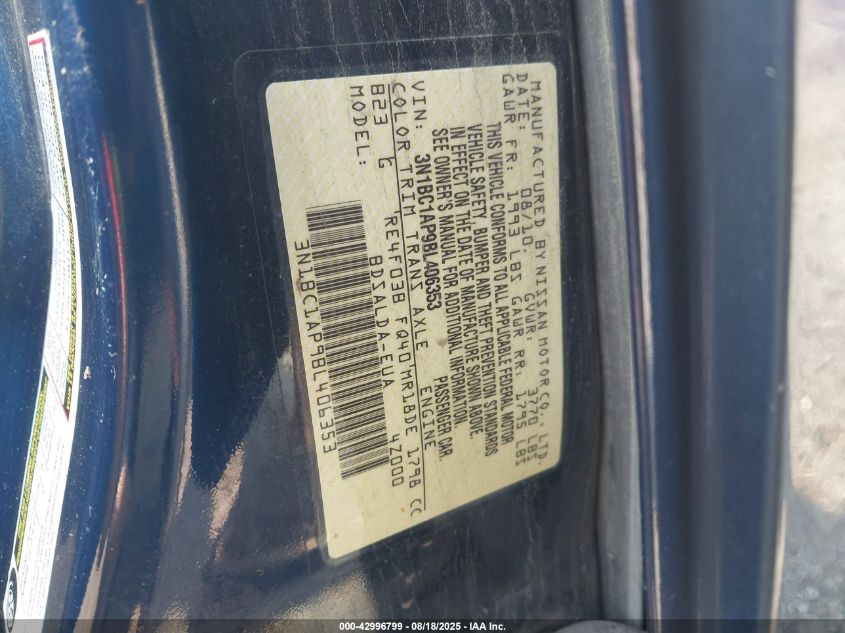 MANUFACTURED BY NISSAN MOTOR CO., LTD.
DATE: 08/10 GVWR: 3770 LBS
GAWR FR: 1993 LBS GAWR RR: 1795 LBS
THIS VEHICLE CONFORMS TO ALL APPLICABLE FEDERAL MOTOR
VEHICLE SAFETY, BUMPER AND THEFT PREVENTION STANDARDS
IN EFFECT ON THE DATE OF MANUFACTURE SHOWN ABOVE.
SEE OWNER'S MANUAL FOR ADDITIONAL INFORMATION.
VIN: 3N1BC1AP9BL406353 PASSENGER CAR.
COLOR TRIM TRANS AXLE ENGINE
B23 G RE4F03B FQ40 MR18DE 1798 CC
MODEL: BDSALDA-EUA 4Z000
3N1BC1AP9BL406353
000-42996799 — 08/18/2025 — IAA Inc.